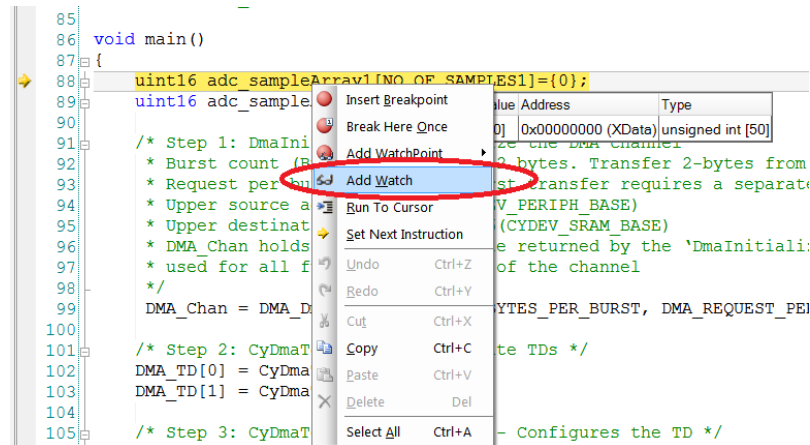 85
86 void main()
87 {
88 uint16 adc_sampleArray1[NO_OF_SAMPLES1]={0};
89 uint16 adc_sample
Insert Breakpoint
alue Address Type
90
Break Here Once
0] 0x00000000 (XData) unsigned int [50]
91 /* Step 1: DmaIni
Add WatchPoint
ze the DMA channel
92 * Burst count (B
2 bytes. Transfer 2-bytes from
93 * Request per bu
Add Watch
st transfer requires a separate
94 * Upper source a
Run To Cursor
V_PERIPH_BASE)
95 * Upper destinat
Set Next Instruction
(CYDEV_SRAM_BASE)
96 * DMA_Chan holds
e returned by the 'DmaInitiali
97 * used for all f
Undo Ctrl+Z
of the channel
98 */
Redo Ctrl+Y
99 DMA_Chan = DMA_D
Cut Ctrl+X
YTES_PER_BURST, DMA_REQUEST_PE
100
101 /* Step 2: CyDmaT
Copy Ctrl+C
te TDs */
102 DMA_TD[0] = CyDma
Paste Ctrl+V
103 DMA_TD[1] = CyDma
Delete Del
104
105 /* Step 3: CyDmaT
Select All Ctrl+A
- Configures the TD */